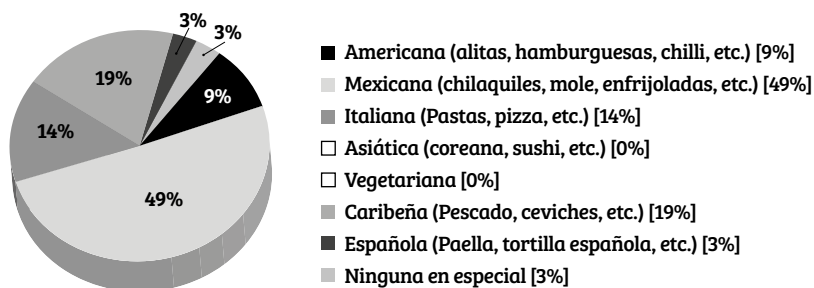 3%
3%
19%
9%
14%
49%
Americana (alitas, hamburguesas, chilli, etc.) [9%]
Mexicana (chilaquiles, mole, enfrijoladas, etc.) [49%]
Italiana (Pastas, pizza, etc.) [14%]
Asiática (coreana, sushi, etc.) [0%]
Vegetariana [0%]
Caribeña (Pescado, ceviches, etc.) [19%]
Española (Paella, tortilla española, etc.) [3%]
Ninguna en especial [3%]